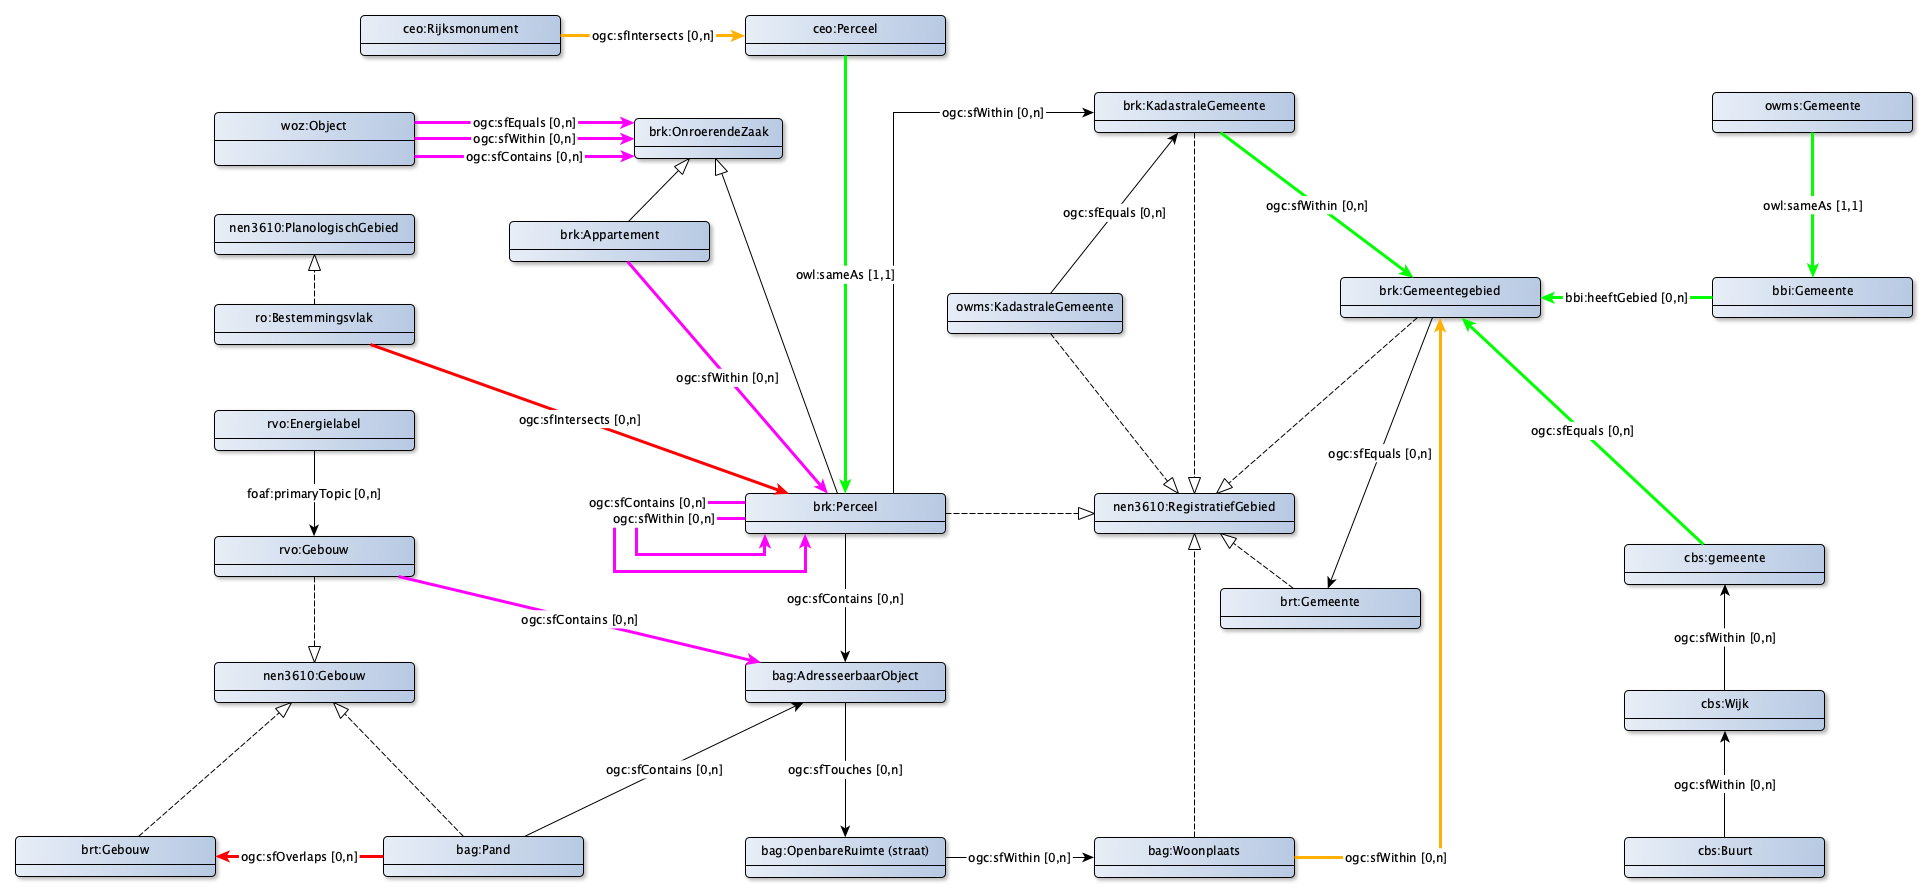 ceo:Rijksmonument
ogc:sfIntersects [0,n]
ceo:Perceel
brk:KadastraleGemeente
owms:Gemeente
ogc:sfWithin [0,n]
woz:Object
ogc:sfEquals [0,n]
ogc:sfWithin [0,n]
ogc:sfContains [0,n]
brk:OnroerendeZaak
owl:sameAs [1,1]
ogc:sfWithin [0,n]
ogc:sfEquals [0,n]
nen3610:PlanologischGebied
brk:Appartement
owl:sameAs [1,1]
brk:Gemeentegebied
bbi:heeftGebied [0,n]
bbi:Gemeente
owms:KadastraleGemeente
ro:Bestemmingsvlak
ogc:sfWithin [0,n]
ogc:sfIntersects [0,n]
rvo:Energielabel
ogc:sfEquals [0,n]
ogc:sfEquals [0,n]
foaf:primaryTopic [0,n]
ogc:sfContains [0,n]
ogc:sfWithin [0,n]
brk:Perceel
nen3610:RegistratiefGebied
rvo:Gebouw
cbs:gemeente
ogc:sfContains [0,n]
brt:Gemeente
ogc:sfContains [0,n]
ogc:sfWithin [0,n]
nen3610:Gebouw
bag:AdresseerbaarObject
cbs:Wijk
ogc:sfContains [0,n]
ogc:sfTouches [0,n]
ogc:sfWithin [0,n]
brt:Gebouw
ogc:sfOverlaps [0,n]
bag:Pand
bag:OpenbareRuimte (straat)
ogc:sfWithin [0,n]
bag:Woonplaats
ogc:sfWithin [0,n]
cbs:Buurt